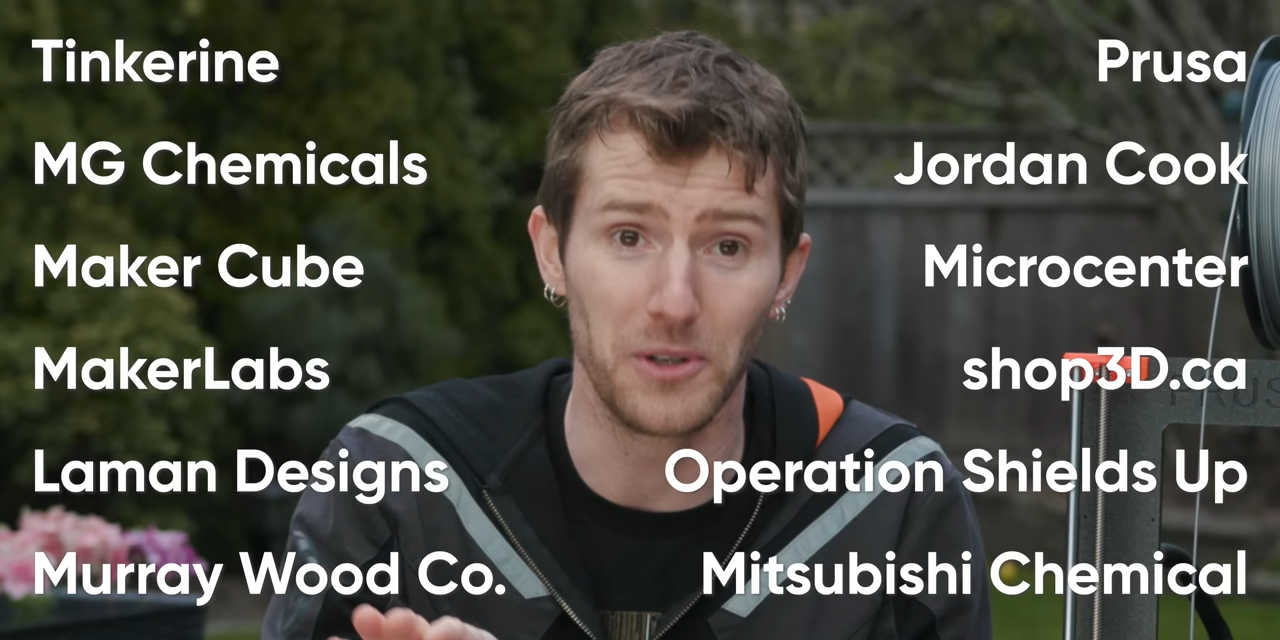 Tinkerine
MG Chemicals
Maker Cube
MakerLabs
Laman Designs
Murray Wood Co.
Prusa
Jordan Cook
Microcenter
shop3D.ca
Operation Shields Up
Mitsubishi Chemical